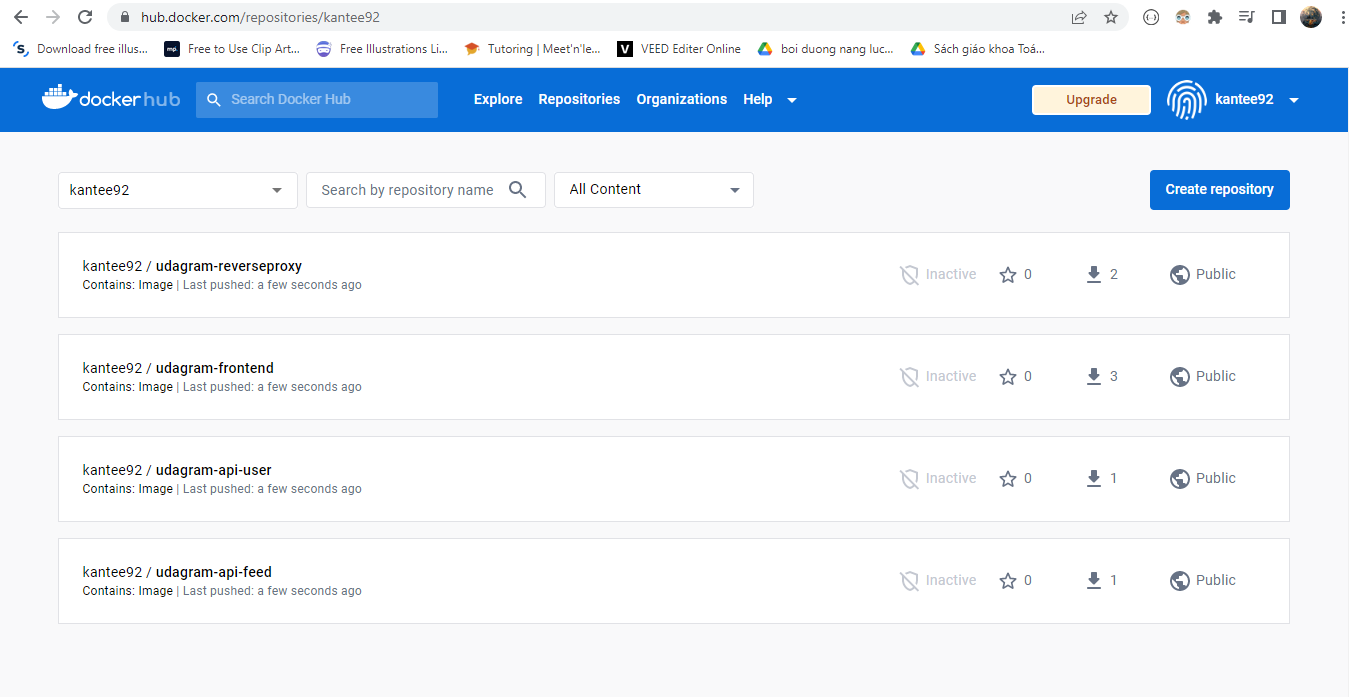 hub.docker.com/repositories/kantee92
Download free illus... Free to Use Clip Art... Free Illustrations Li... Tutoring | Meet'n'le... VEED Editer Online boi duong nang luc... Sách giáo khoa Toá...
docker hub Search Docker Hub Explore Repositories Organizations Help Upgrade kantee92
kantee92 Search by repository name All Content Create repository
kantee92 / udagram-reverseproxy
Contains: Image | Last pushed: a few seconds ago
Inactive 0 2 Public
kantee92 / udagram-frontend
Contains: Image | Last pushed: a few seconds ago
Inactive 0 3 Public
kantee92 / udagram-api-user
Contains: Image | Last pushed: a few seconds ago
Inactive 0 1 Public
kantee92 / udagram-api-feed
Contains: Image | Last pushed: a few seconds ago
Inactive 0 1 Public